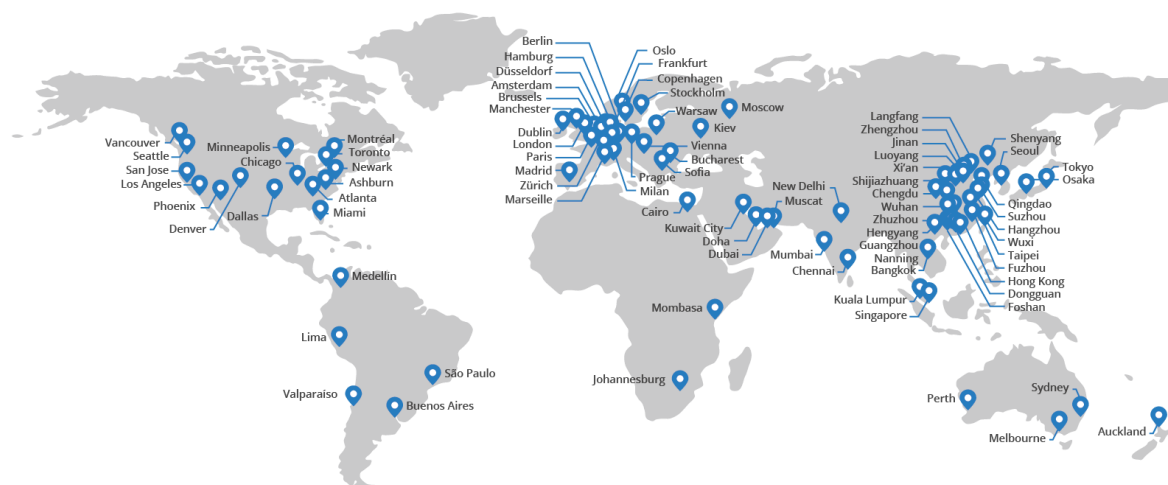 Vancouver
Seattle
San Jose
Los Angeles
Phoenix
Denver
Dallas
Minneapolis
Chicago
Montréal
Toronto
Newark
Ashburn
Atlanta
Miami
Medellín
Lima
São Paulo
Valparaíso
Buenos Aires
Berlin
Hamburg
Düsseldorf
Amsterdam
Brussels
Manchester
Dublin
London
Paris
Madrid
Zürich
Marseille
Oslo
Frankfurt
Copenhagen
Stockholm
Warsaw
Moscow
Kiev
Vienna
Bucharest
Sofia
Prague
Milan
Cairo
Kuwait City
Doha
Dubai
New Delhi
Muscat
Mumbai
Chennai
Mombasa
Johannesburg
Langfang
Zhengzhou
Jinan
Luoyang
Xi'an
Shijiazhuang
Chengdu
Wuhan
Zhuzhou
Hengyang
Guangzhou
Nanning
Bangkok
Kuala Lumpur
Singapore
Shenyang
Seoul
Tokyo
Osaka
Qingdao
Suzhou
Hangzhou
Wuxi
Taipei
Fuzhou
Hong Kong
Dongguan
Foshan
Perth
Sydney
Melbourne
Auckland